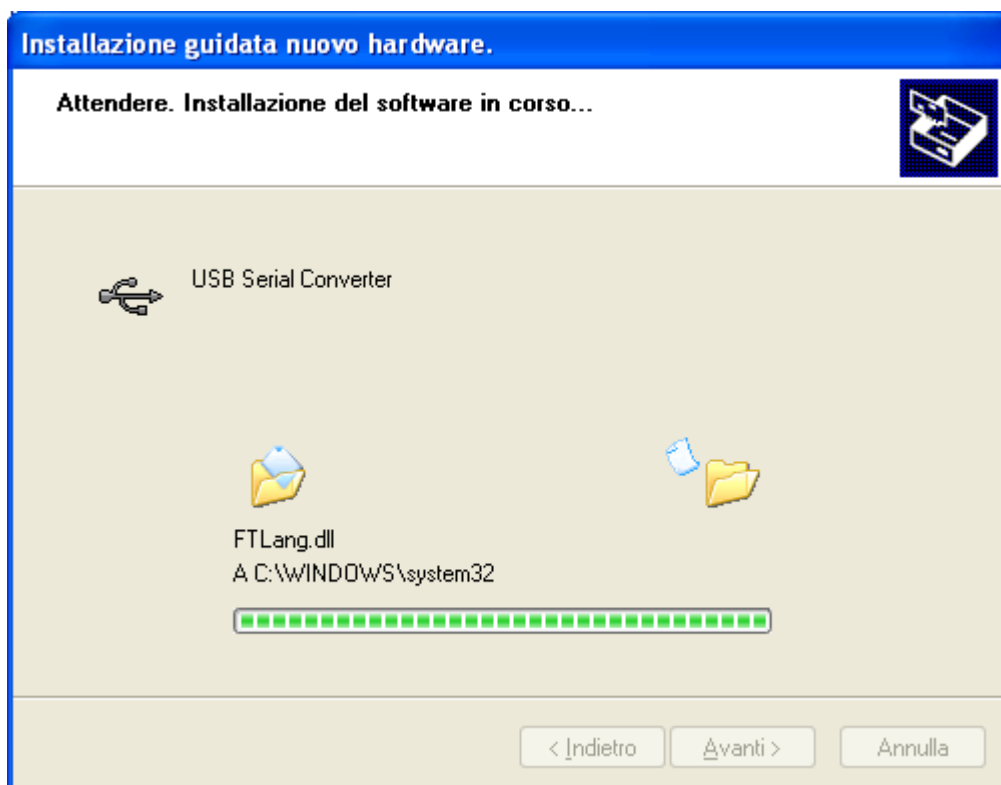 Installazione guidata nuovo hardware.
Attendere. Installazione del software in corso...
USB Serial Converter
FTLang.dll
A C:\WINDOWS\system32
< Indietro
Avanti >
Annulla